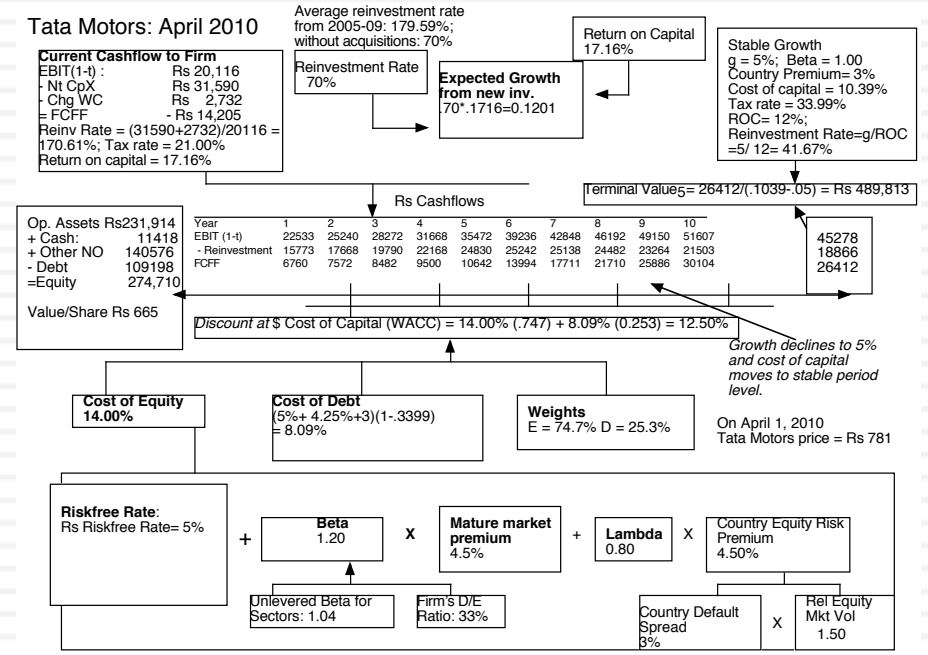 Tata Motors: April 2010
Average reinvestment rate
from 2005-09: 179.59%;
without acquisitions: 70%
Current Cashflow to Firm
EBIT(1-t) : Rs 20,116
- Nt CpX Rs 31,590
- Chg WC Rs 2,732
= FCFF - Rs 14,205
Reinv Rate = (31590+2732)/20116 =
170.61%; Tax rate = 21.00%
Return on capital = 17.16%
Reinvestment Rate
70%
Expected Growth
from new inv.
.70*.1716=0.1201
Return on Capital
17.16%
Stable Growth
g = 5%; Beta = 1.00
Country Premium= 3%
Cost of capital = 10.39%
Tax rate = 33.99%
ROC= 12%;
Reinvestment Rate=g/ROC
=5/ 12= 41.67%
Terminal Value5= 26412/(.1039-.05) = Rs 489,813
Rs Cashflows
Op. Assets Rs231,914
+ Cash: 11418
+ Other NO 140576
- Debt 109198
=Equity 274,710
Value/Share Rs 665
Year 1 2 3 4 5 6 7 8 9 10
EBIT (1-t) 22533 25240 28272 31668 35472 39236 42848 46192 49150 51607
- Reinvestment 15773 17668 19790 22168 24830 25242 25138 24482 23264 21503
FCFF 6760 7572 8482 9500 10642 13994 17711 21710 25886 30104
45278
18866
26412
Discount at $ Cost of Capital (WACC) = 14.00% (.747) + 8.09% (0.253) = 12.50%
Growth declines to 5%
and cost of capital
moves to stable period
level.
Cost of Equity
14.00%
Cost of Debt
(5%+ 4.25%+3)(1-.3399)
= 8.09%
Weights
E = 74.7% D = 25.3%
On April 1, 2010
Tata Motors price = Rs 781
Riskfree Rate:
Rs Riskfree Rate= 5%
+
Beta
1.20
X
Mature market
premium
4.5%
+
Lambda
0.80
X
Country Equity Risk
Premium
4.50%
Unlevered Beta for
Sectors: 1.04
Firm's D/E
Ratio: 33%
Country Default
Spread
3%
X
Rel Equity
Mkt Vol
1.50